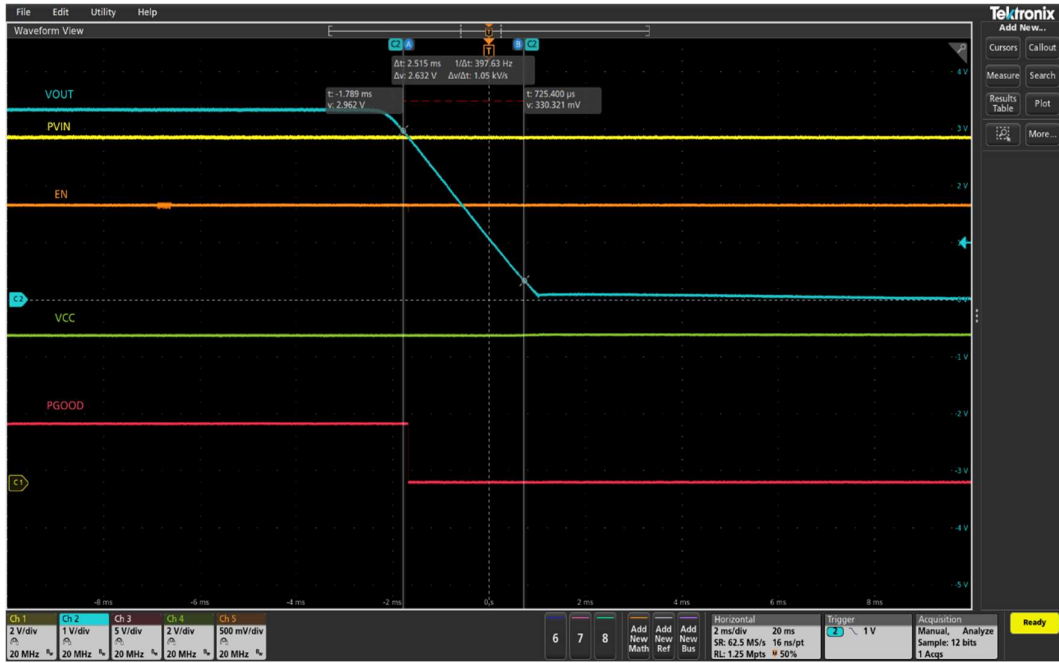 File Edit Utility Help
Tektronix
Waveform View
Add New...
Cursors Callout
Measure Search
Results Table Plot
More...
C2 A
B C2
T
Δt: 2.515 ms 1/Δt: 397.63 Hz
Δv: 2.632 V Δv/Δt: 1.05 kV/s
t: -1.789 ms
v: 2.962 V
t: 725.400 µs
v: 330.321 mV
4 V
3 V
2 V
-1 V
-2 V
-3 V
-4 V
-5 V
VOUT
PVIN
EN
C2
VCC
PGOOD
C1
-8 ms -6 ms -4 ms -2 ms 0s 2 ms 4 ms 6 ms 8 ms
Ch 1
2 V/div
20 MHz
Ch 2
1 V/div
20 MHz
Ch 3
5 V/div
20 MHz
Ch 4
2 V/div
20 MHz
Ch 5
500 mV/div
20 MHz
6 7 8
Add New Math
Add New Ref
Add New Bus
Horizontal
2 ms/div 20 ms
SR: 62.5 MS/s 16 ns/pt
RL: 1.25 Mpts 50%
Trigger
2 1 V
Acquisition
Manual, Analyze
Sample: 12 bits
1 Acqs
Ready